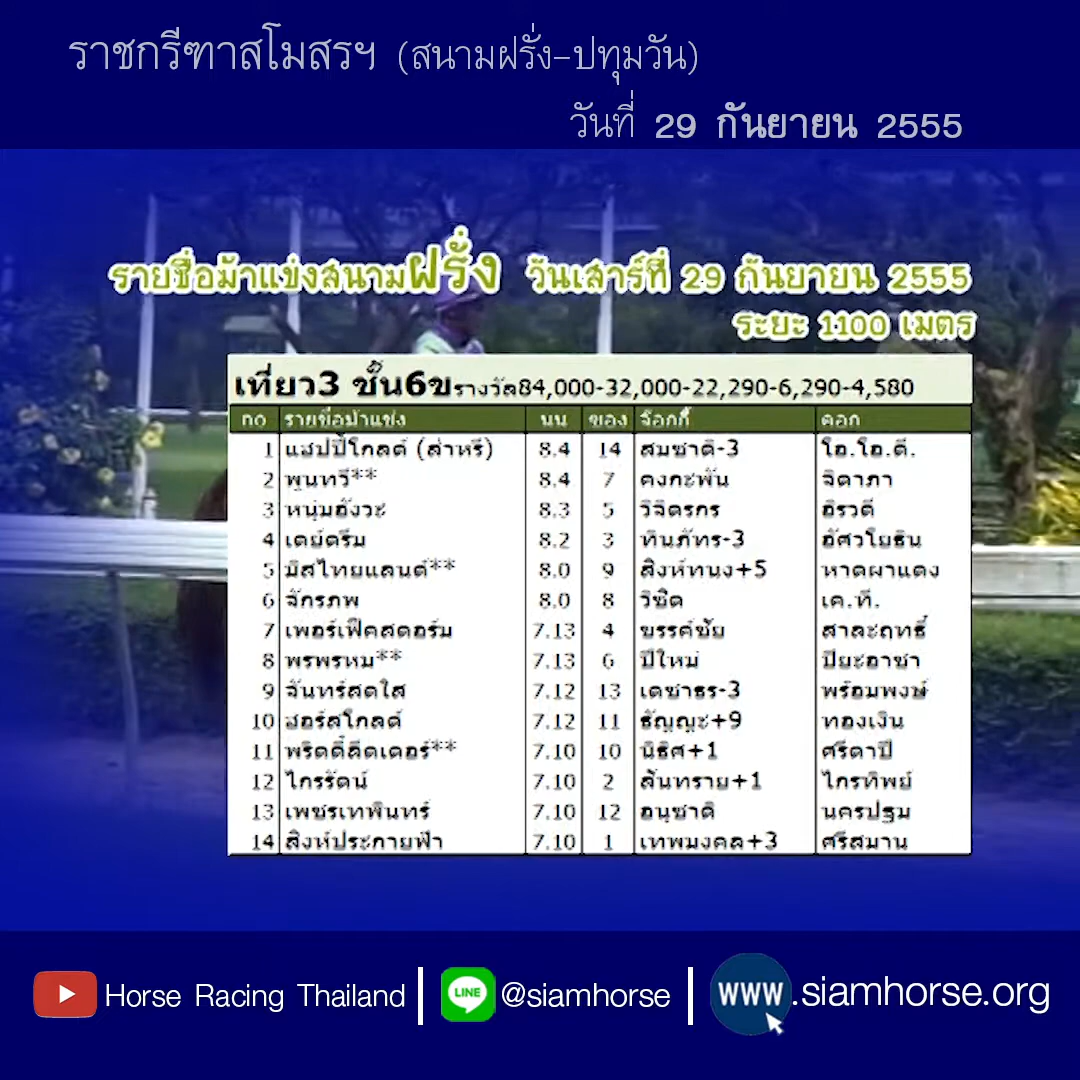 ราชกรีฑาสโมสรฯ (สนามฝรั่ง-ปทุมวัน)
วันที่ 29 กันยายน 2555
รายชื่อม้าแข่งสนามฝรั่ง วันเสาร์ที่ 29 กันยายน 2555
ระยะ 1100 เมตร
เที่ยว3 ชั้น6ข รางวัล84,000-32,000-22,290-6,290-4,580
no รายชื่อม้าแข่ง นน ซอง จ๊อกกี้ คอก
1 แฮปปี้โกลด์ (ลำหรี) 8.4 14 สมชาติ-3 โอ.โอ.ดี.
2 พูนทวี** 8.4 7 คงกะพัน จิดาภา
3 หนุ่มฮังวะ 8.3 5 วิจิตรกร ฮิรวดี
4 เดย์ดรีม 8.2 3 ทินภัทร-3 อัศวโยธิน
5 มิสไทยแลนด์** 8.0 9 สิงห์ทนง+5 หาดผาแดง
6 จักรภพ 8.0 8 วิชิต เค.ที.
7 เพอร์เฟ็คสตอร์ม 7.13 4 ขรรค์ชัย สาละฤทธิ์
8 พรพรหม** 7.13 6 ปีใหม่ ปิยะอาชา
9 จันทร์สดใส 7.12 13 เดชาธร-3 พร้อมพงษ์
10 ฮอร์สโกลด์ 7.12 11 ธัญญะ+9 ทองเงิน
11 พริตตี้ลีดเดอร์** 7.10 10 นิธิศ+1 ศรีดาปี
12 ไกรรัตน์ 7.10 2 สันทราย+1 ไกรทิพย์
13 เพชรเทพินทร์ 7.10 12 อนุชาติ นครปฐม
14 สิงห์ประกายฟ้า 7.10 1 เทพมงคล+3 ศรีสมาน
Horse Racing Thailand | LINE @siamhorse | www.siamhorse.org